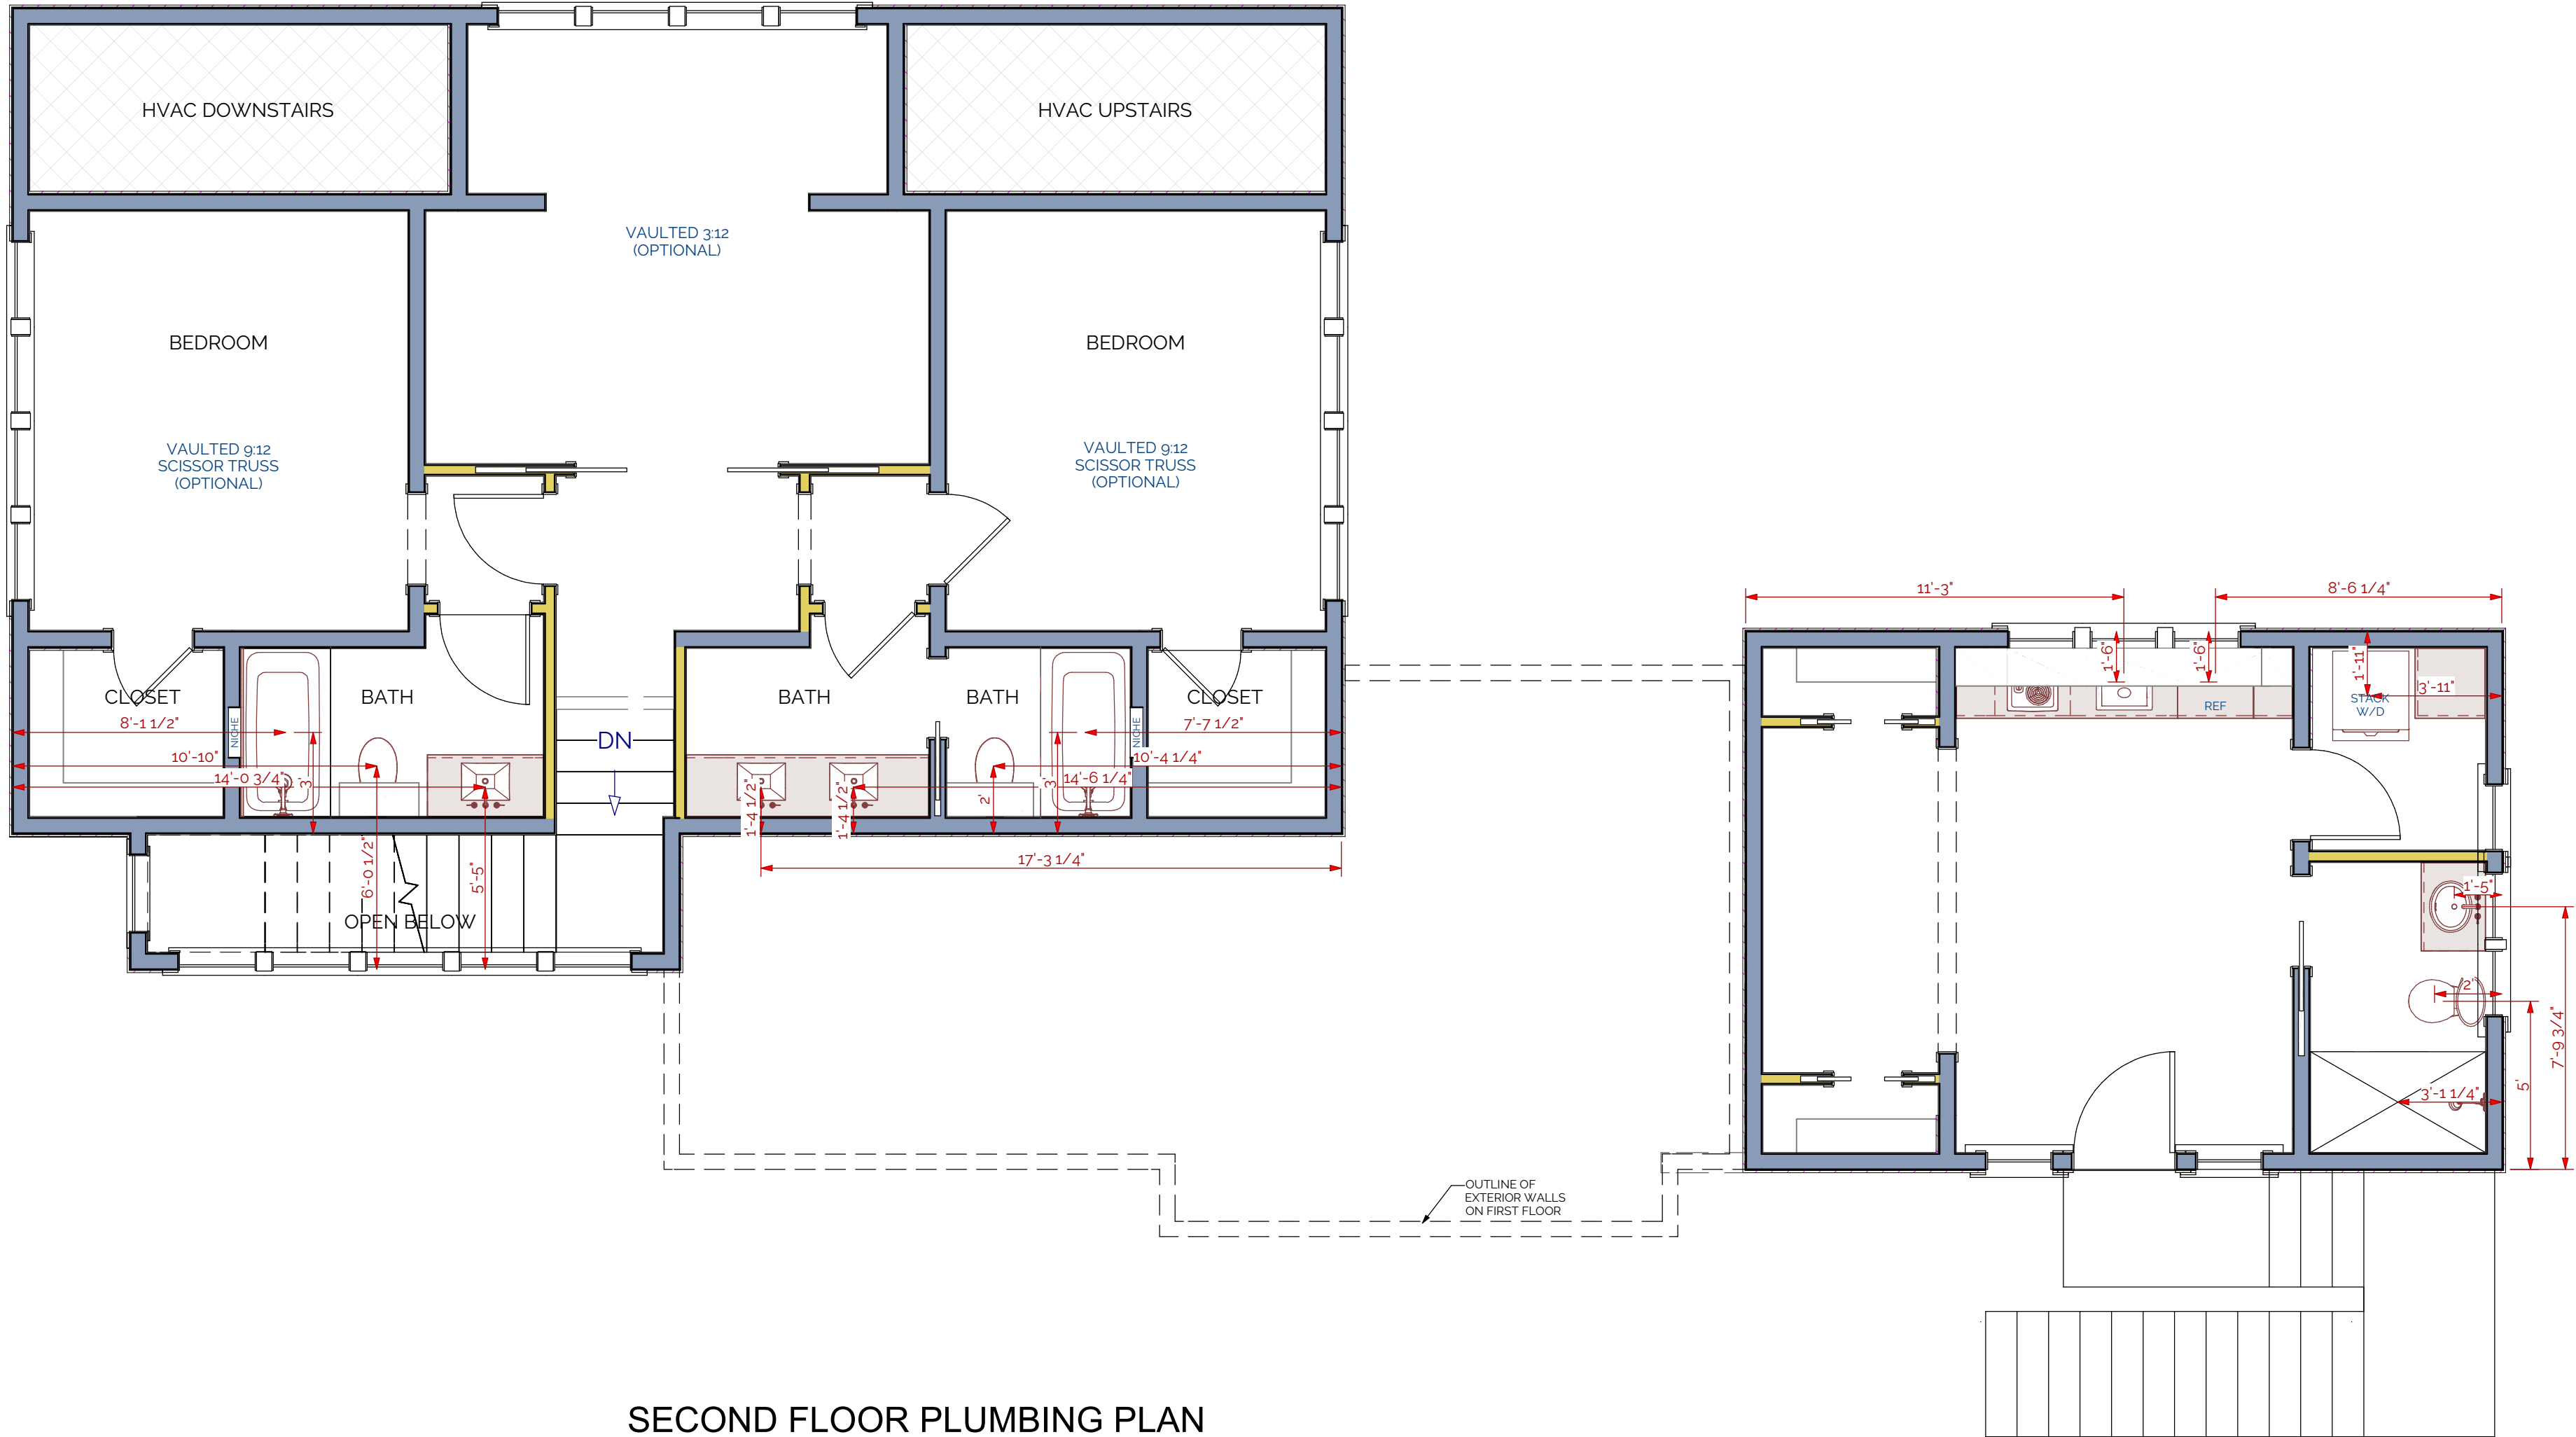 HVAC DOWNSTAIRS
HVAC UPSTAIRS
VAULTED 3:12
(OPTIONAL)
BEDROOM
BEDROOM
VAULTED 9:12
SCISSOR TRUSS
(OPTIONAL)
VAULTED 9:12
SCISSOR TRUSS
(OPTIONAL)
11'-3"
8'-6 1/4"
1'-6"
1'-6"
1'-11"
3'-11"
STACK
W/D
REF
CLOSET
BATH
BATH
BATH
CLOSET
8'-1 1/2"
NICHE
DN
NICHE
7'-7 1/2"
10'-10"
10'-4 1/4"
14'-0 3/4"
3'
1'-4 1/2"
1'-4 1/2"
2'
3'
14'-6 1/4"
17'-3 1/4"
6'-0 1/2"
5'-5"
OPEN BELOW
1'-5"
2'
7'-9 3/4"
5'
3'-1 1/4"
OUTLINE OF
EXTERIOR WALLS
ON FIRST FLOOR
SECOND FLOOR PLUMBING PLAN